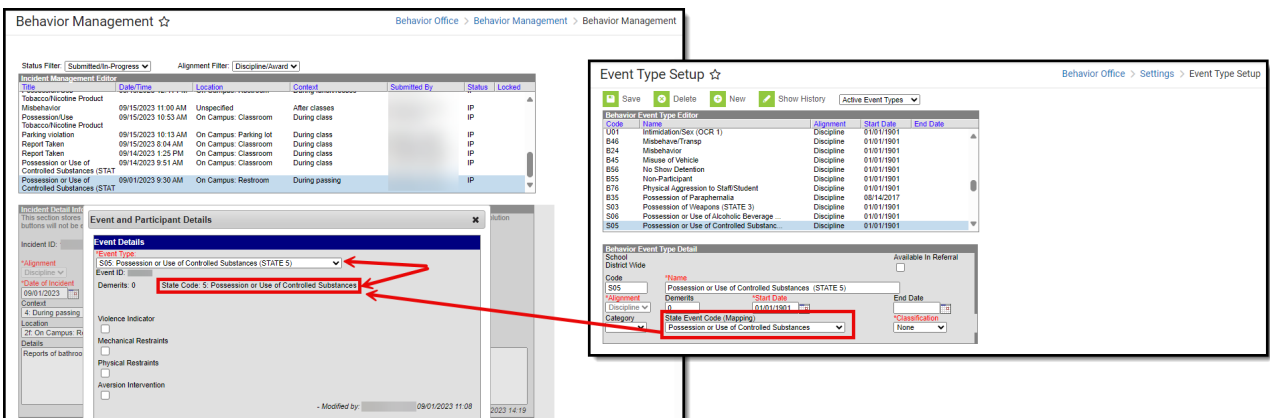 Behavior Management ☆
Behavior Office > Behavior Management > Behavior Management
Status Filter: Submitted/In-Progress Alignment Filter: Discipline/Award
Incident Management Editor
Title Date/Time Location Context Submitted By Status Locked
Tobacco/Nicotine Product
Misbehavior 09/15/2023 11:00 AM Unspecified After classes IP
Possession/Use 09/15/2023 10:53 AM On Campus: Classroom During class IP
Tobacco/Nicotine Product
Parking violation 09/15/2023 10:13 AM On Campus: Parking lot During class IP
Report Taken 09/15/2023 8:04 AM On Campus: Classroom During class IP
Report Taken 09/14/2023 1:25 PM On Campus: Classroom During class IP
Possession or Use of 09/14/2023 9:51 AM On Campus: Classroom During class IP
Controlled Substances (STAT
Possession or Use of 09/01/2023 9:30 AM On Campus: Restroom During passing IP
Controlled Substances (STAT
Incident Detail Info
This section stores
buttons will not be s
Incident ID:
*Alignment
Discipline
*Date of Incident
09/01/2023
Context
4: During passing
Location
2f: On Campus: Re
Details
Reports of bathroo
Event and Participant Details x
Event Details
*Event Type:
S05: Possession or Use of Controlled Substances (STATE 5)
Event ID:
Demerits: 0 State Code: 5: Possession or Use of Controlled Substances
Violence Indicator
Mechanical Restraints
Physical Restraints
Aversion Intervention
- Modified by: 09/01/2023 11:08
2023 14:19
Event Type Setup ☆
Behavior Office > Settings > Event Type Setup
Save Delete New Show History Active Event Types
Behavior Event Type Editor
Code Name Alignment Start Date End Date
U01 Intimidation/Sex (OCR 1) Discipline 01/01/1901
B46 Misbehave/Transp Discipline 01/01/1901
B24 Misbehavior Discipline 01/01/1901
B45 Misuse of Vehicle Discipline 01/01/1901
B56 No Show Detention Discipline 01/01/1901
B55 Non-Participant Discipline 01/01/1901
B76 Physical Aggression to Staff/Student Discipline 01/01/1901
B35 Possession of Paraphernalia Discipline 08/14/2017
S03 Possession of Weapons (STATE 3) Discipline 01/01/1901
S06 Possession or Use of Alcoholic Beverage ... Discipline 01/01/1901
S05 Possession or Use of Controlled Substanc... Discipline 01/01/1901
Behavior Event Type Detail
School Available In Referral
District Wide
Code *Name
S05 Possession or Use of Controlled Substances (STATE 5)
*Alignment Demerits *Start Date End Date
Discipline 0 01/01/1901
Category State Event Code (Mapping) *Classification
Possession or Use of Controlled Substances None